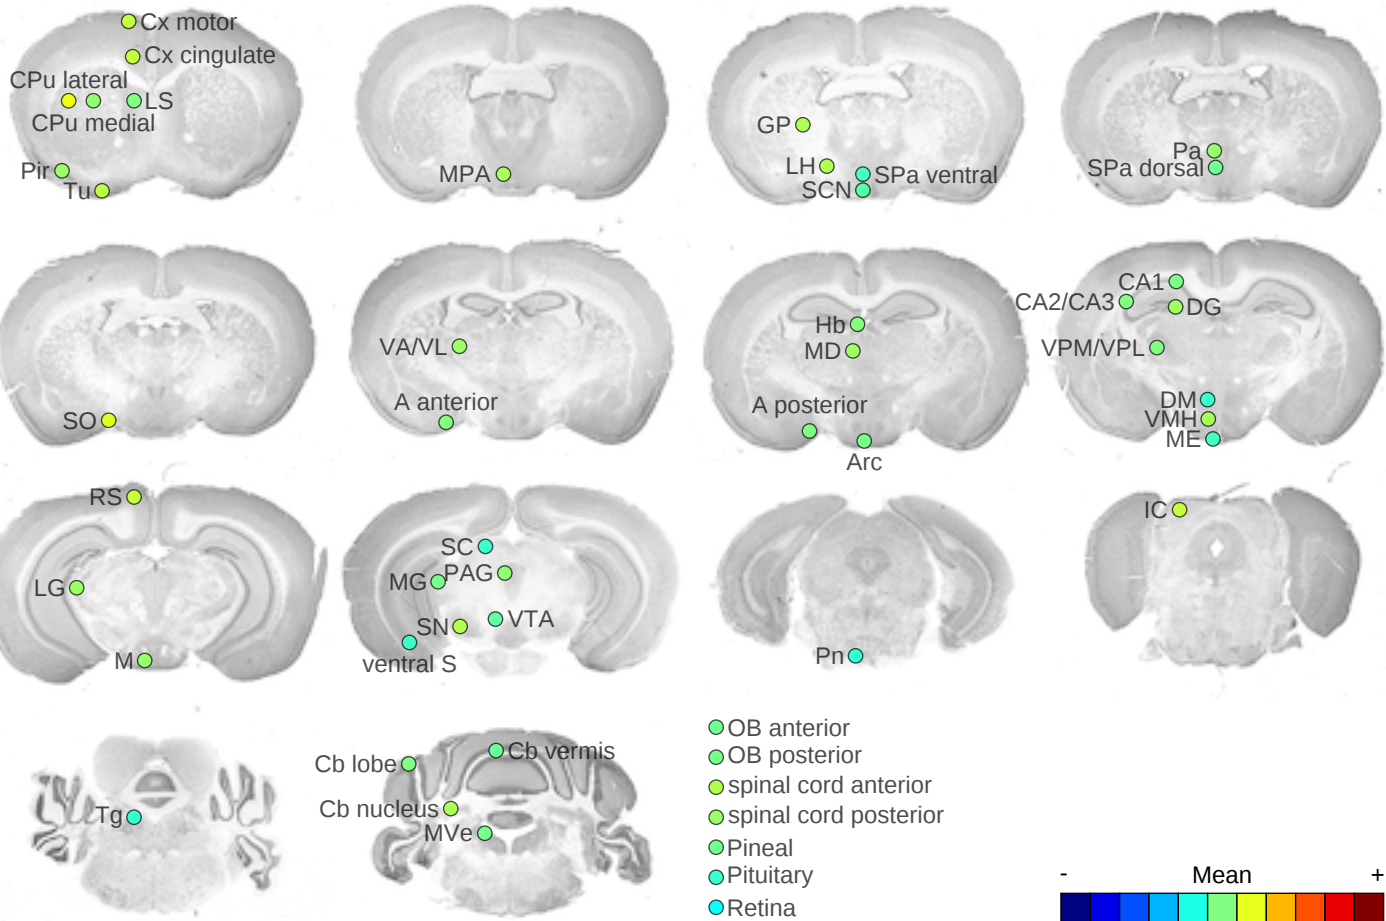 Cx motor
Cx cingulate
CPu lateral
LS
CPu medial
Pir
Tu
MPA
GP
LH
SPa ventral
SCN
Pa
SPa dorsal
SO
VA/VL
A anterior
Hb
MD
A posterior
Arc
CA1
CA2/CA3
DG
VPM/VPL
DM
VMH
ME
RS
LG
M
SC
MG
PAG
SN
VTA
ventral S
Pn
IC
Tg
Cb lobe
Cb vermis
Cb nucleus
MVe
OB anterior
OB posterior
spinal cord anterior
spinal cord posterior
Pineal
Pituitary
Retina
- Mean +